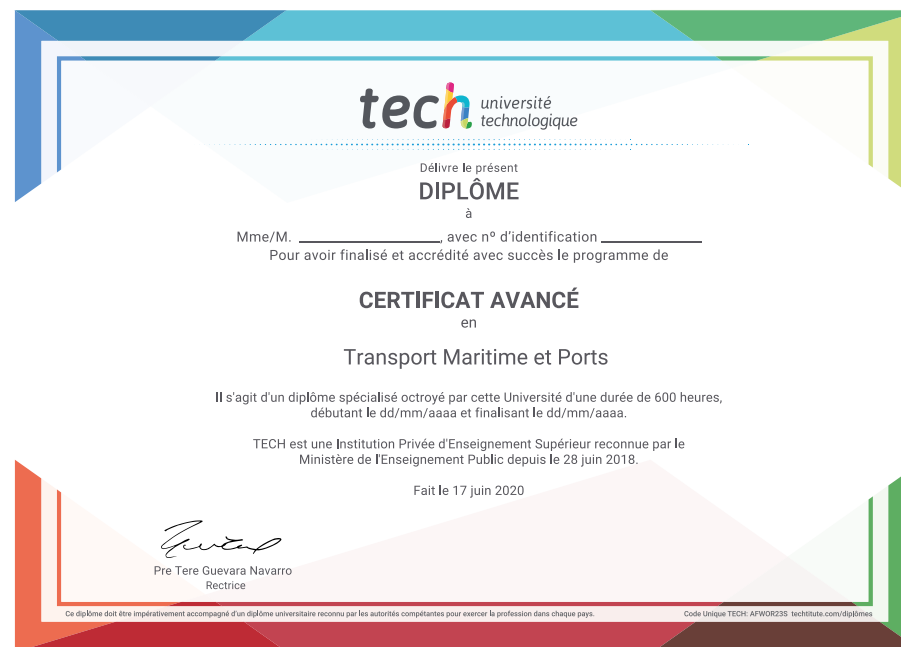 tech université
technologique
Délivre le présent
DIPLÔME
à
Mme/M. ____________________, avec nº d'identification ______________
Pour avoir finalisé et accrédité avec succès le programme de
CERTIFICAT AVANCÉ
en
Transport Maritime et Ports
Il s'agit d'un diplôme spécialisé octroyé par cette Université d'une durée de 600 heures,
débutant le dd/mm/aaaa et finalisant le dd/mm/aaaa.
TECH est une Institution Privée d'Enseignement Supérieur reconnue par le
Ministère de l'Enseignement Public depuis le 28 juin 2018.
Fait le 17 juin 2020
Pre Tere Guevara Navarro
Rectrice
Ce diplôme doit être impérativement accompagné d'un diplôme universitaire reconnu par les autorités compétantes pour exercer la profession dans chaque pays.
Code Unique TECH: AFWOR23S techtitute.com/diplômes